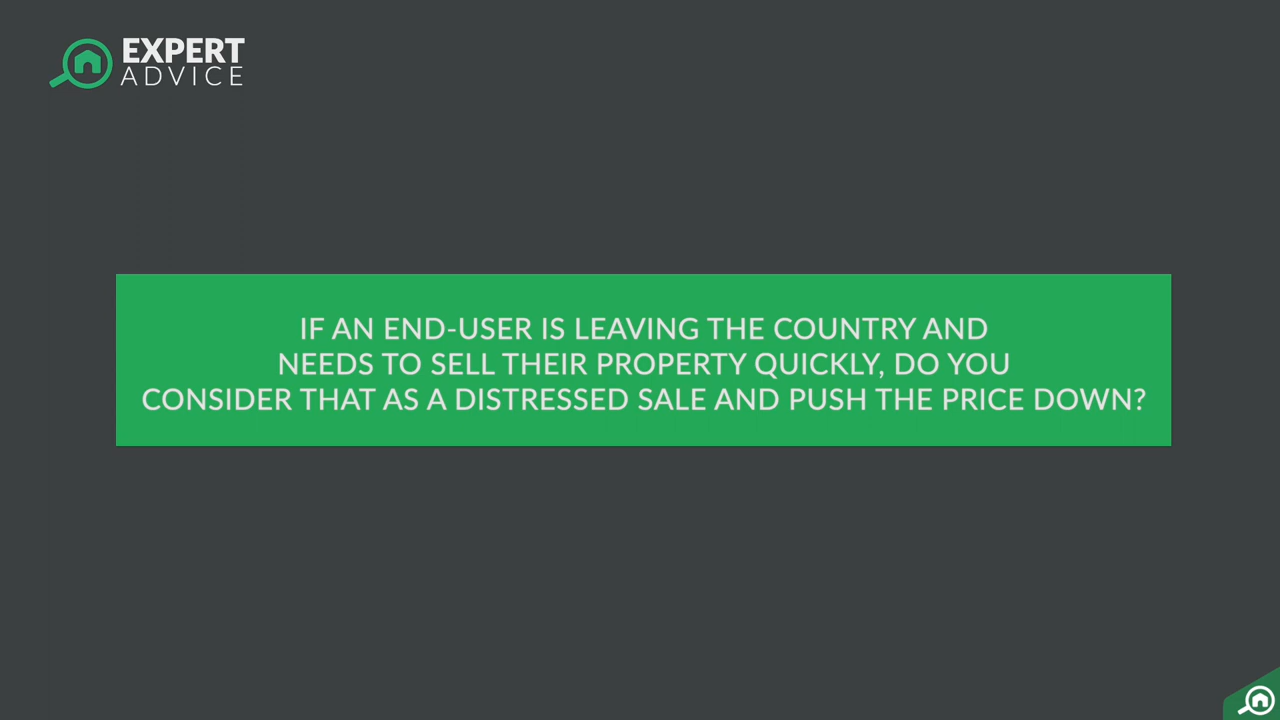 EXPERT
ADVICE
IF AN END-USER IS LEAVING THE COUNTRY AND
NEEDS TO SELL THEIR PROPERTY QUICKLY, DO YOU
CONSIDER THAT AS A DISTRESSED SALE AND PUSH THE PRICE DOWN?